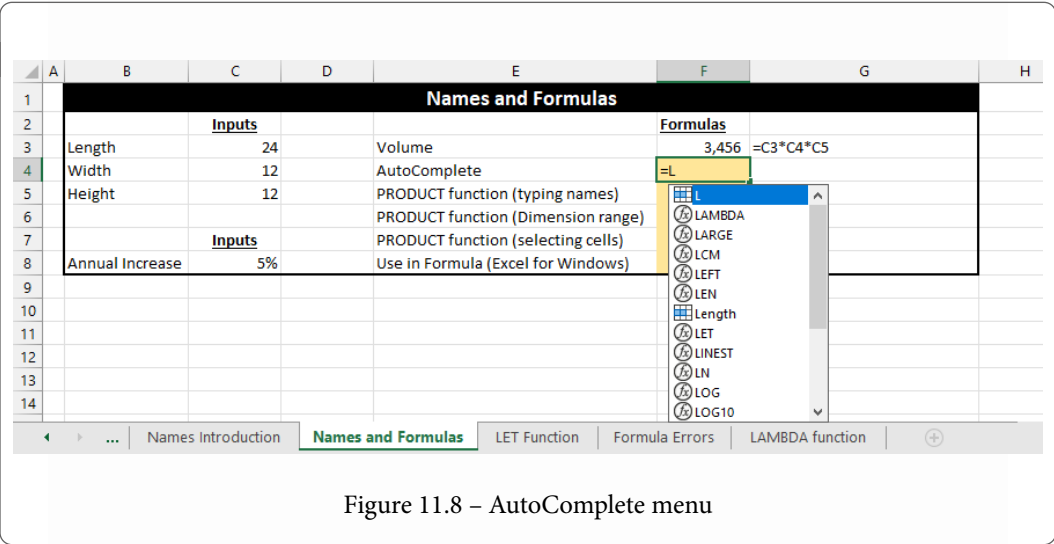 A B C D E F G H
1 Names and Formulas
2 Inputs Formulas
3 Length 24 Volume 3,456 =C3*C4*C5
4 Width 12 AutoComplete =L
5 Height 12 PRODUCT function (typing names) L
6 PRODUCT function (Dimension range) LAMBDA
7 Inputs PRODUCT function (selecting cells) LARGE
8 Annual Increase 5% Use in Formula (Excel for Windows) LCM
LEFT
9 LEN
10 Length
11 LET
12 LINEST
13 LN
14 LOG
LOG10
... Names Introduction Names and Formulas LET Function Formula Errors LAMBDA function
Figure 11.8 – AutoComplete menu